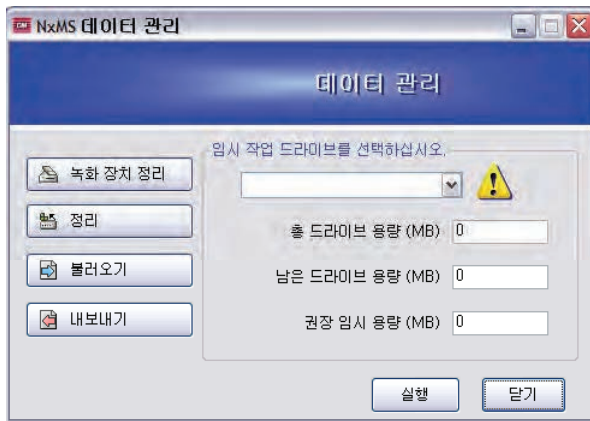 NxMS 데이터 관리
데이터 관리
녹화 장치 정리
정리
불러오기
내보내기
임시 작업 드라이브를 선택하십시오.
총 드라이브 용량 (MB) 0
남은 드라이브 용량 (MB) 0
권장 임시 용량 (MB) 0
실행
닫기